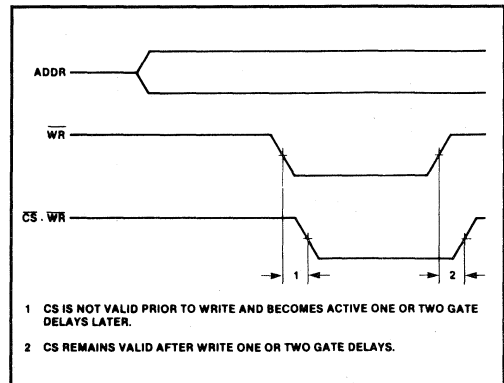 ADDR
WR
CS · WR
1 2
1 CS IS NOT VALID PRIOR TO WRITE AND BECOMES ACTIVE ONE OR TWO GATE
DELAYS LATER.
2 CS REMAINS VALID AFTER WRITE ONE OR TWO GATE DELAYS.